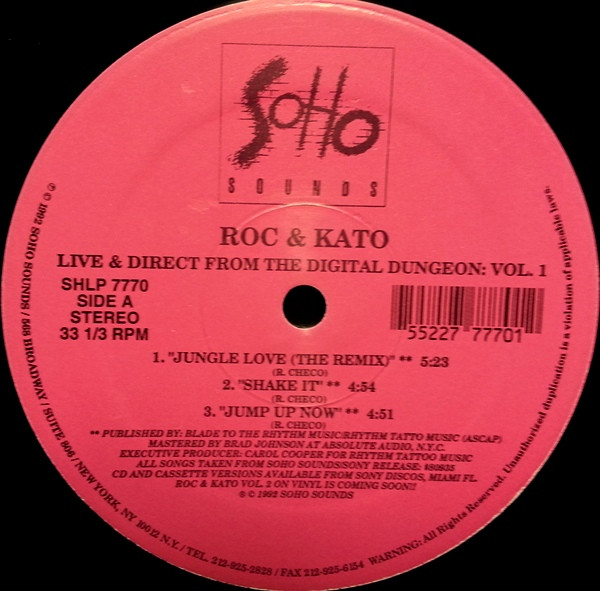 SoHo
SOUNDS
ROC & KATO
LIVE & DIRECT FROM THE DIGITAL DUNGEON: VOL. 1
SHLP 7770
SIDE A
STEREO
33 1/3 RPM
55227 77701
1. "JUNGLE LOVE (THE REMIX)" ** 5:23
(R. CHECO)
2. "SHAKE IT" ** 4:54
(R. CHECO)
3. "JUMP UP NOW" ** 4:51
(R. CHECO)
** PUBLISHED BY: BLADE TO THE RHYTHM MUSIC/RHYTHM TATTO MUSIC (ASCAP)
MASTERED BY BRAD JOHNSON AT ABSOLUTE AUDIO, N.Y.C.
EXECUTIVE PRODUCER: CAROL COOPER FOR RHYTHM TATTOO MUSIC
ALL SONGS TAKEN FROM SOHO SOUNDS/SONY RELEASE: #80935
CD AND CASSETTE VERSIONS AVAILABLE FROM SONY DISCOS, MIAMI FL.
ROC & KATO VOL. 2 ON VINYL IS COMING SOON!!!
℗ © 1992 SOHO SOUNDS
℗ © 1992 SOHO SOUNDS / 568 BROADWAY / SUITE 806 / NEW YORK, NY 10012 N.Y. / TEL. 212-925-2828 / FAX 212-925-6154 WARNING: All Rights Reserved. Unauthorized duplication is a violation of applicable laws.